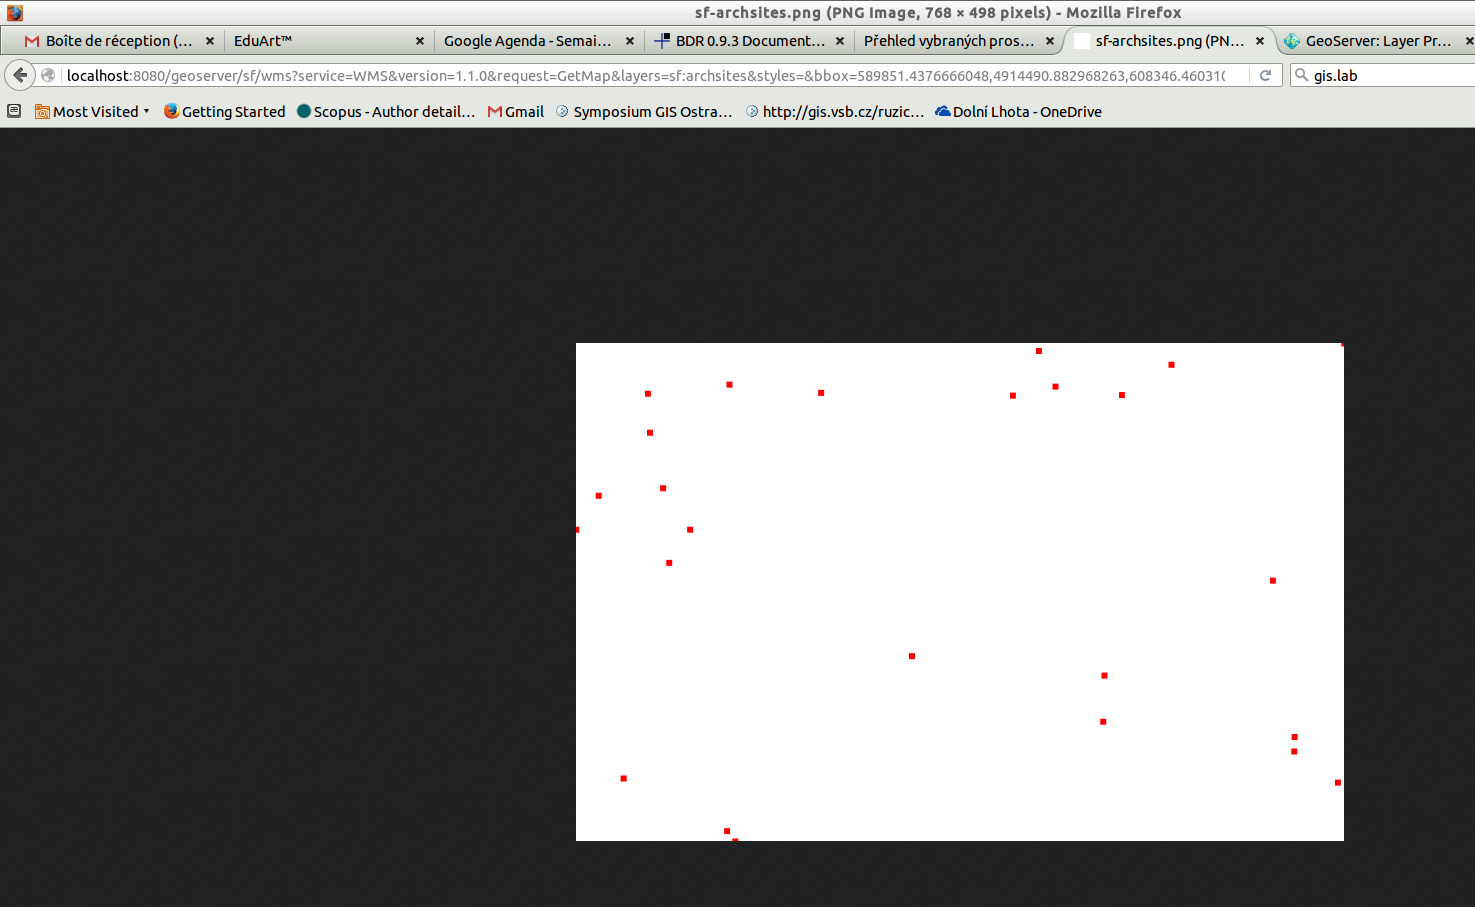 sf-archsites.png (PNG Image, 768 × 498 pixels) - Mozilla Firefox
Boîte de réception (... EduArt™ Google Agenda - Semai... BDR 0.9.3 Document... Přehled vybraných pros... sf-archsites.png (PN... GeoServer: Layer Pr...
localhost:8080/geoserver/sf/wms?service=WMS&version=1.1.0&request=GetMap&layers=sf:archsites&styles=&bbox=589851.4376666048,4914490.882968263,608346.460310 gis.lab
Most Visited Getting Started Scopus - Author detail... Gmail Symposium GIS Ostra... http://gis.vsb.cz/ruzic... Dolní Lhota - OneDrive